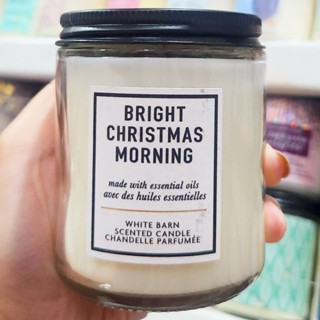 BRIGHT
CHRISTMAS
MORNING
made with essential oils
avec des huiles essentielles
WHITE BARN
SCENTED CANDLE
CHANDELLE PARFUMÉE